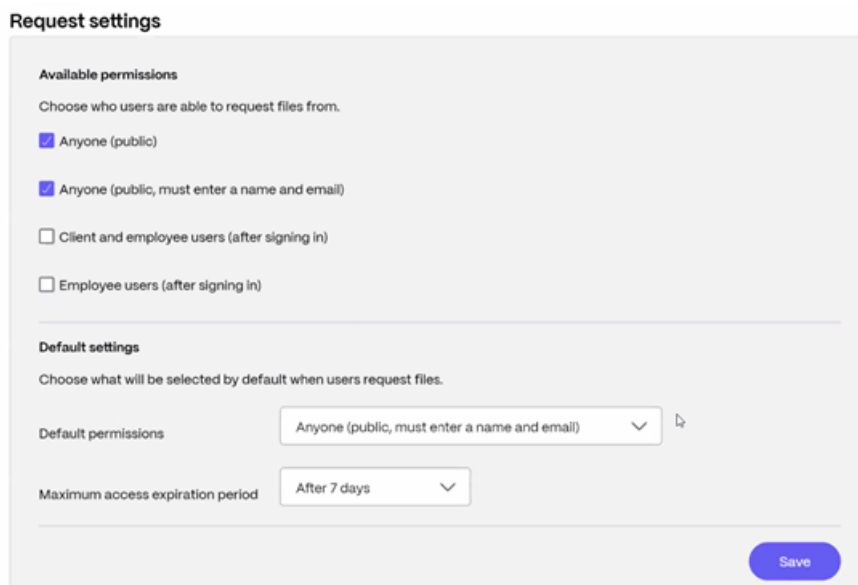 Request settings
Available permissions
Choose who users are able to request files from.
Anyone (public)
Anyone (public, must enter a name and email)
Client and employee users (after signing in)
Employee users (after signing in)
Default settings
Choose what will be selected by default when users request files.
Default permissions
Anyone (public, must enter a name and email)
Maximum access expiration period
After 7 days
Save